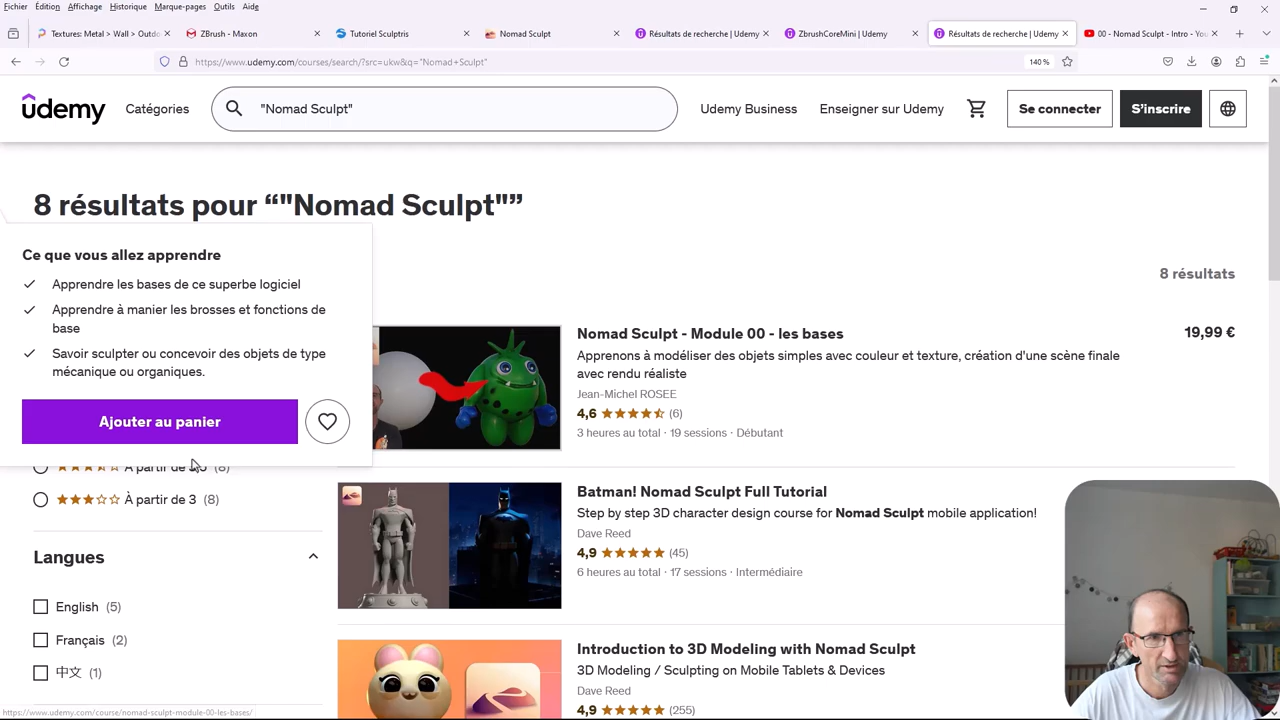 Fichier Édition Affichage Historique Marque-pages Outils Aide
Textures: Metal > Wall > Outdo
ZBrush - Maxon
Tutoriel Sculptris
Nomad Sculpt
Résultats de recherche | Udemy
ZbrushCoreMini | Udemy
Résultats de recherche | Udemy
00 - Nomad Sculpt - Intro - You
https://www.udemy.com/courses/search/?src=ukw&q="Nomad+Sculpt"
140 %
ûdemy
Catégories
"Nomad Sculpt"
Udemy Business
Enseigner sur Udemy
Se connecter
S'inscrire
8 résultats pour “"Nomad Sculpt"”
8 résultats
Ce que vous allez apprendre
Apprendre les bases de ce superbe logiciel
Apprendre à manier les brosses et fonctions de
base
Savoir sculpter ou concevoir des objets de type
mécanique ou organiques.
Ajouter au panier
À partir de 3,5 (8)
À partir de 3 (8)
Langues
English (5)
Français (2)
中文 (1)
Nomad Sculpt - Module 00 - les bases
19,99 €
Apprenons à modéliser des objets simples avec couleur et texture, création d'une scène finale
avec rendu réaliste
Jean-Michel ROSEE
4,6 (6)
3 heures au total · 19 sessions · Débutant
Batman! Nomad Sculpt Full Tutorial
Step by step 3D character design course for Nomad Sculpt mobile application!
Dave Reed
4,9 (45)
6 heures au total · 17 sessions · Intermédiaire
Introduction to 3D Modeling with Nomad Sculpt
3D Modeling / Sculpting on Mobile Tablets & Devices
Dave Reed
4,9 (255)
https://www.udemy.com/course/nomad-sculpt-module-00-les-bases/